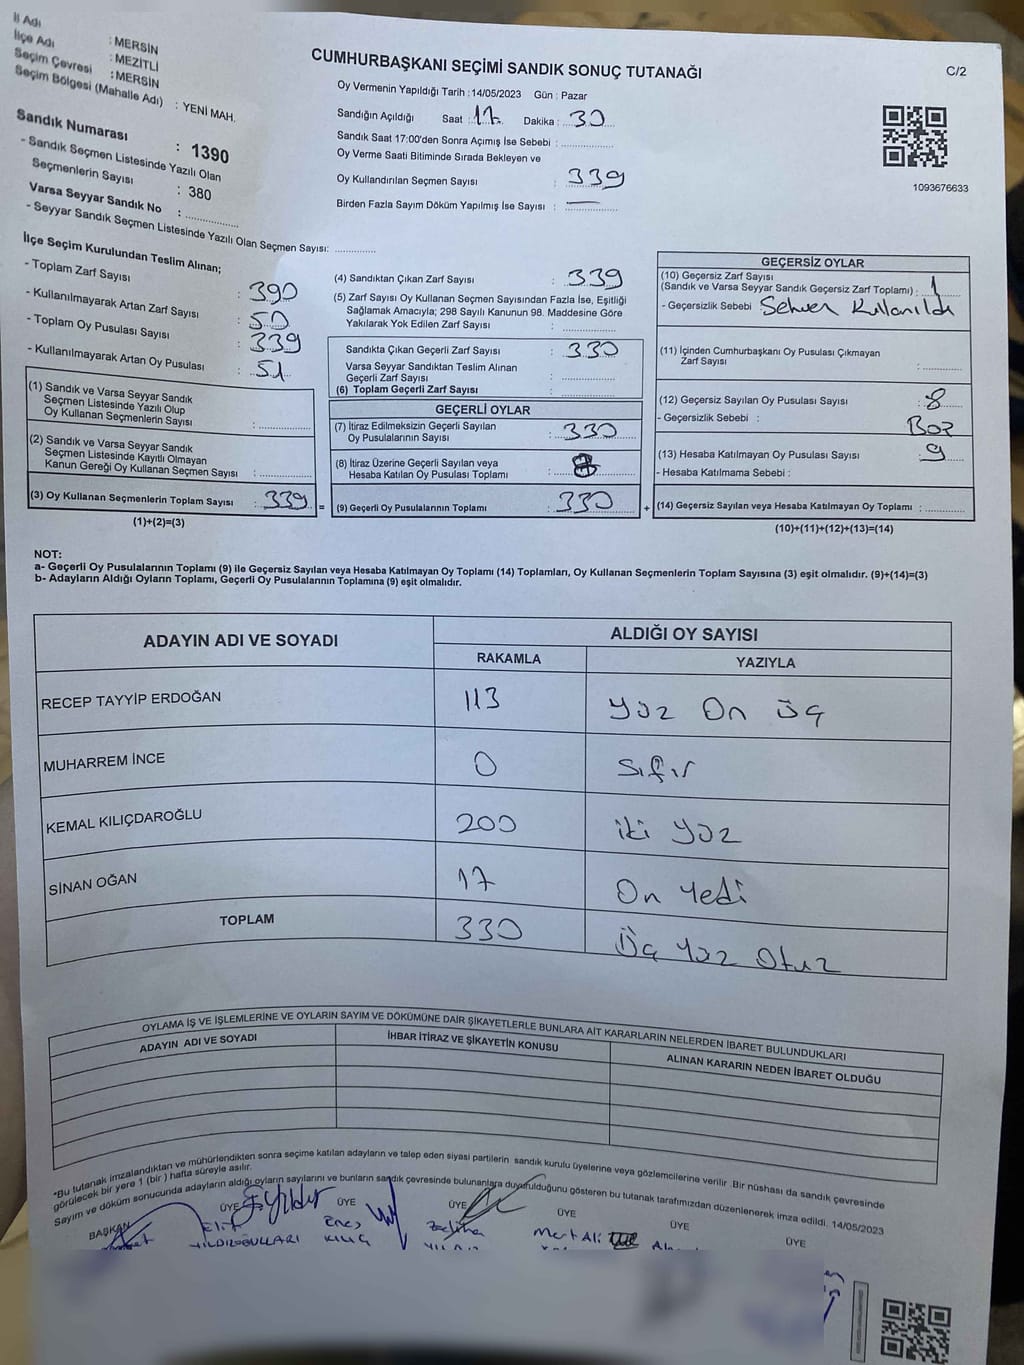 İl Adı : MERSİN
İlçe Adı : MEZİTLİ
Seçim Çevresi : MERSİN
Seçim Bölgesi (Mahalle Adı) : YENİ MAH.
Sandık Numarası : 1390
- Sandık Seçmen Listesinde Yazılı Olan
Seçmenlerin Sayısı : 380
Varsa Seyyar Sandık No : ................
- Seyyar Sandık Seçmen Listesinde Yazılı Olan Seçmen Sayısı: .............
CUMHURBAŞKANI SEÇİMİ SANDIK SONUÇ TUTANAĞI
C/2
Oy Vermenin Yapıldığı Tarih : 14/05/2023 Gün : Pazar
Sandığın Açıldığı Saat : 17 Dakika : 30
Sandık Saat 17:00'den Sonra Açımış İse Sebebi : ................
Oy Verme Saati Bitiminde Sırada Bekleyen ve
Oy Kullandırılan Seçmen Sayısı : 339
Birden Fazla Sayım Döküm Yapılmış İse Sayısı : —
1093676633
İlçe Seçim Kurulundan Teslim Alınan;
- Toplam Zarf Sayısı : 390
- Kullanılmayarak Artan Zarf Sayısı : 50
- Toplam Oy Pusulası Sayısı : 339
- Kullanılmayarak Artan Oy Pusulası : 51
(1) Sandık ve Varsa Seyyar Sandık
Seçmen Listesinde Yazılı Olup
Oy Kullanan Seçmenlerin Sayısı : ................
(2) Sandık ve Varsa Seyyar Sandık
Seçmen Listesinde Kayıtlı Olmayan
Kanun Gereği Oy Kullanan Seçmen Sayısı : ................
(3) Oy Kullanan Seçmenlerin Toplam Sayısı : 339 =
(1)+(2)=(3)
(4) Sandıktan Çıkan Zarf Sayısı : 339
(5) Zarf Sayısı Oy Kullanan Seçmen Sayısından Fazla İse, Eşitliği
Sağlamak Amacıyla; 298 Sayılı Kanunun 98. Maddesine Göre
Yakılarak Yok Edilen Zarf Sayısı : ................
Sandıkta Çıkan Geçerli Zarf Sayısı : 330
Varsa Seyyar Sandıktan Teslim Alınan
Geçerli Zarf Sayısı : ................
(6) Toplam Geçerli Zarf Sayısı : ................
GEÇERLİ OYLAR
(7) İtiraz Edilmeksizin Geçerli Sayılan
Oy Pusulalarının Sayısı : 330
(8) İtiraz Üzerine Geçerli Sayılan veya
Hesaba Katılan Oy Pusulası Toplamı :
(9) Geçerli Oy Pusulalarının Toplamı : 330 +
GEÇERSİZ OYLAR
(10) Geçersiz Zarf Sayısı
(Sandık ve Varsa Seyyar Sandık Geçersiz Zarf Toplamı) : 1
- Geçersizlik Sebebi : Sehven Kullanıldı
(11) İçinden Cumhurbaşkanı Oy Pusulası Çıkmayan
Zarf Sayısı : ................
(12) Geçersiz Sayılan Oy Pusulası Sayısı : 8
- Geçersizlik Sebebi :
(13) Hesaba Katılmayan Oy Pusulası Sayısı : 9
- Hesaba Katılmama Sebebi :
(14) Geçersiz Sayılan veya Hesaba Katılmayan Oy Toplamı : ................
(10)+(11)+(12)+(13)=(14)
NOT:
a- Geçerli Oy Pusulalarının Toplamı (9) ile Geçersiz Sayılan veya Hesaba Katılmayan Oy Toplamı (14) Toplamları, Oy Kullanan Seçmenlerin Toplam Sayısına (3) eşit olmalıdır. (9)+(14)=(3)
b- Adayların Aldığı Oyların Toplamı, Geçerli Oy Pusulalarının Toplamına (9) eşit olmalıdır.
ADAYIN ADI VE SOYADI ALDIĞI OY SAYISI
RAKAMLA YAZIYLA
RECEP TAYYİP ERDOĞAN 113 Yüz On Üç
MUHARREM İNCE 0 Sıfır
KEMAL KILIÇDAROĞLU 200 iki Yüz
SİNAN OĞAN 17 On Yedi
TOPLAM 330 Üç Yüz Otuz
OYLAMA İŞ VE İŞLEMLERİNE VE OYLARIN SAYIM VE DÖKÜMÜNE DAİR ŞİKAYETLERLE BUNLARA AİT KARARLARIN NELERDEN İBARET BULUNDUKLARI
ADAYIN ADI VE SOYADI İHBAR İTİRAZ VE ŞİKAYETİN KONUSU ALINAN KARARIN NEDEN İBARET OLDUĞU
*Bu tutanak imzalandıktan ve mühürlendikten sonra seçime katılan adayların ve talep eden siyasi partilerin sandık kurulu üyelerine veya gözlemcilerine verilir .Bir nüshası da sandık çevresinde
görülecek bir yere 1 (bir ) hafta süreyle asılır.
Sayım ve döküm sonucunda adayların aldığı oyların sayılarını ve bunların sandık çevresinde bulunanlara duyurulduğunu gösteren bu tutanak tarafımızdan düzenlenerek imza edildi. 14/05/2023
BAŞKAN ÜYE ÜYE ÜYE ÜYE ÜYE ÜYE
Elif Enes Zeliha Mert Ali
YILDIZOĞULLARI KILIÇ